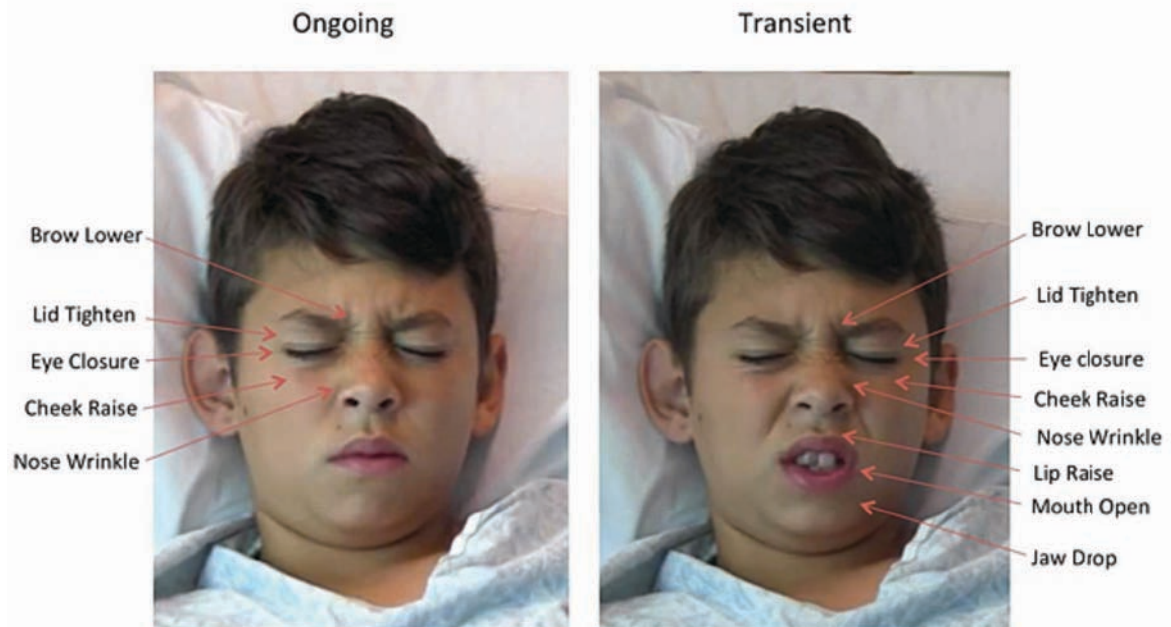 Ongoing
Transient
Brow Lower
Lid Tighten
Eye Closure
Cheek Raise
Nose Wrinkle
Brow Lower
Lid Tighten
Eye closure
Cheek Raise
Nose Wrinkle
Lip Raise
Mouth Open
Jaw Drop